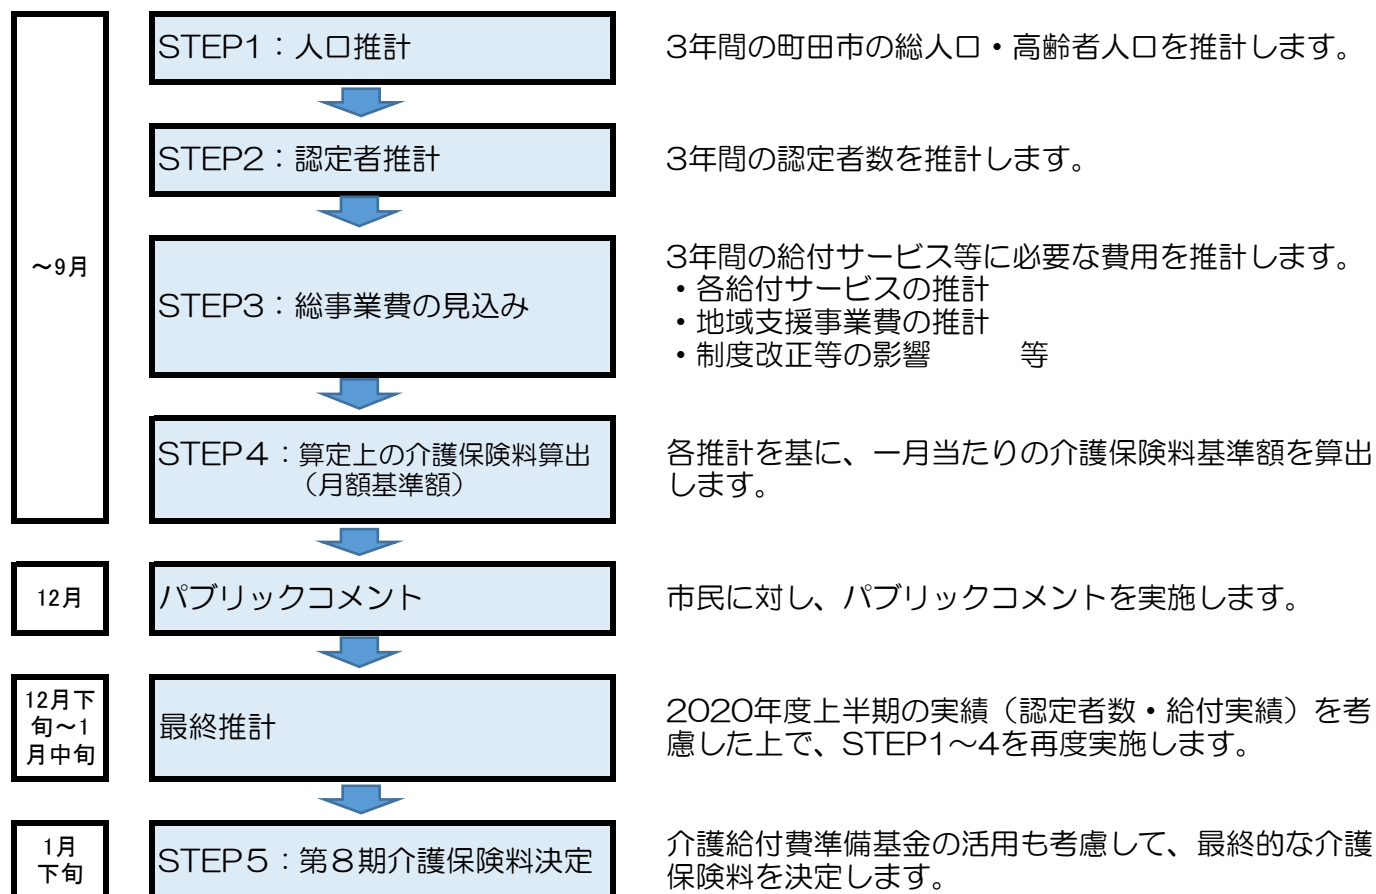 STEP1：人口推計
3年間の町田市の総人口・高齢者人口を推計します。
STEP2：認定者推計
3年間の認定者数を推計します。
～9月
STEP3：総事業費の見込み
3年間の給付サービス等に必要な費用を推計します。
・各給付サービスの推計
・地域支援事業費の推計
・制度改正等の影響　　　等
STEP4：算定上の介護保険料算出
（月額基準額）
各推計を基に、一月当たりの介護保険料基準額を算出
します。
12月
パブリックコメント
市民に対し、パブリックコメントを実施します。
12月下
旬～1
月中旬
最終推計
2020年度上半期の実績（認定者数・給付実績）を考
慮した上で、STEP1～4を再度実施します。
1月
下旬
STEP5：第8期介護保険料決定
介護給付費準備基金の活用も考慮して、最終的な介護
保険料を決定します。